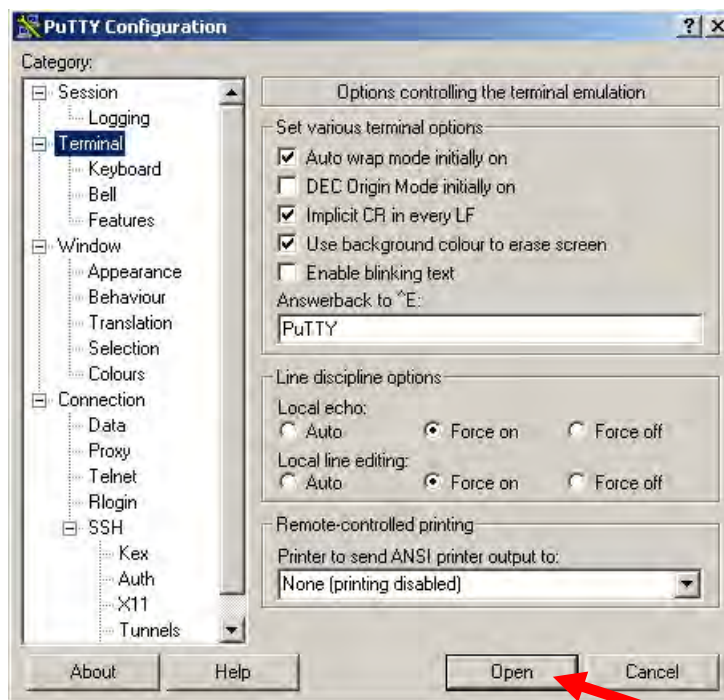 PuTTY Configuration
Category:
Session
Logging
Terminal
Keyboard
Bell
Features
Window
Appearance
Behaviour
Translation
Selection
Colours
Connection
Data
Proxy
Telnet
Rlogin
SSH
Kex
Auth
X11
Tunnels
Options controlling the terminal emulation
Set various terminal options
Auto wrap mode initially on
DEC Origin Mode initially on
Implicit CR in every LF
Use background colour to erase screen
Enable blinking text
Answerback to ^E:
PuTTY
Line discipline options
Local echo:
Auto Force on Force off
Local line editing:
Auto Force on Force off
Remote-controlled printing
Printer to send ANSI printer output to:
None (printing disabled)
About Help Open Cancel